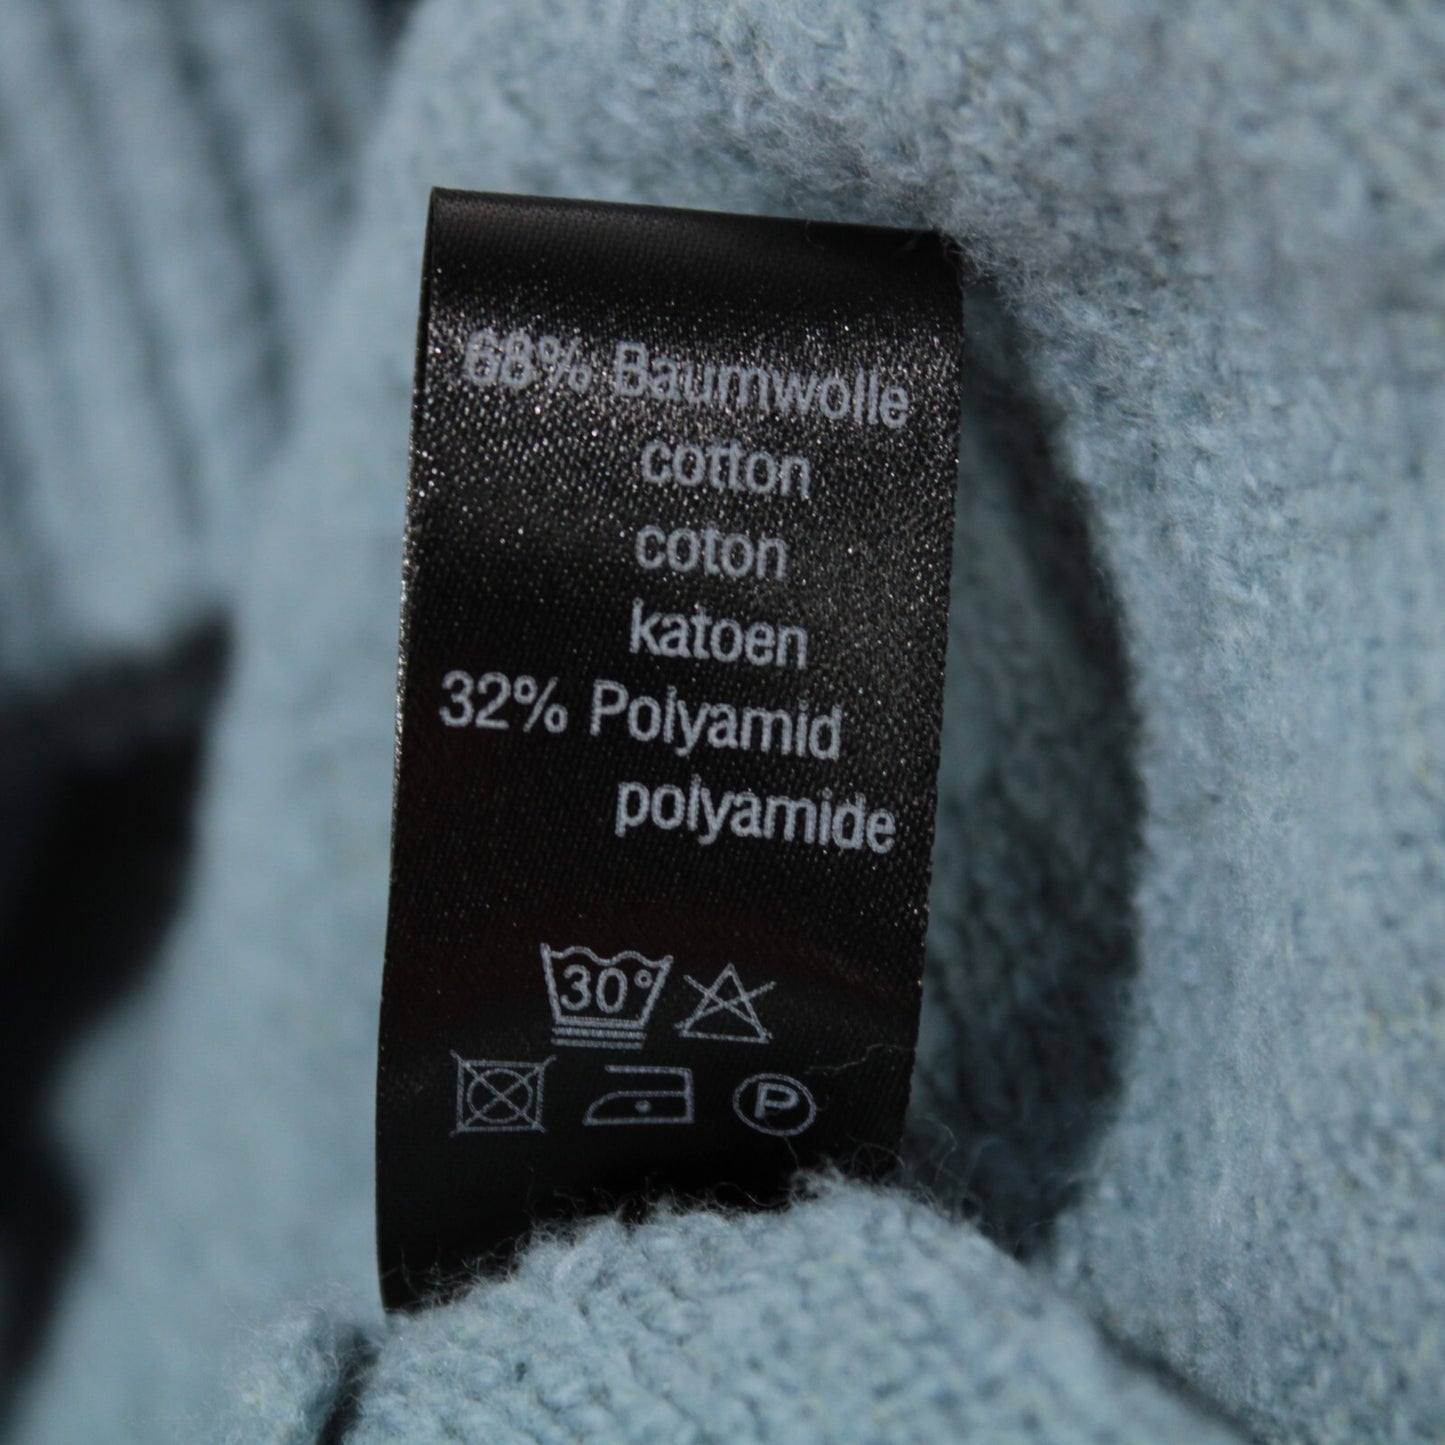 68% Baumwolle
cotton
coton
katoen
32% Polyamid
polyamide
30°
P